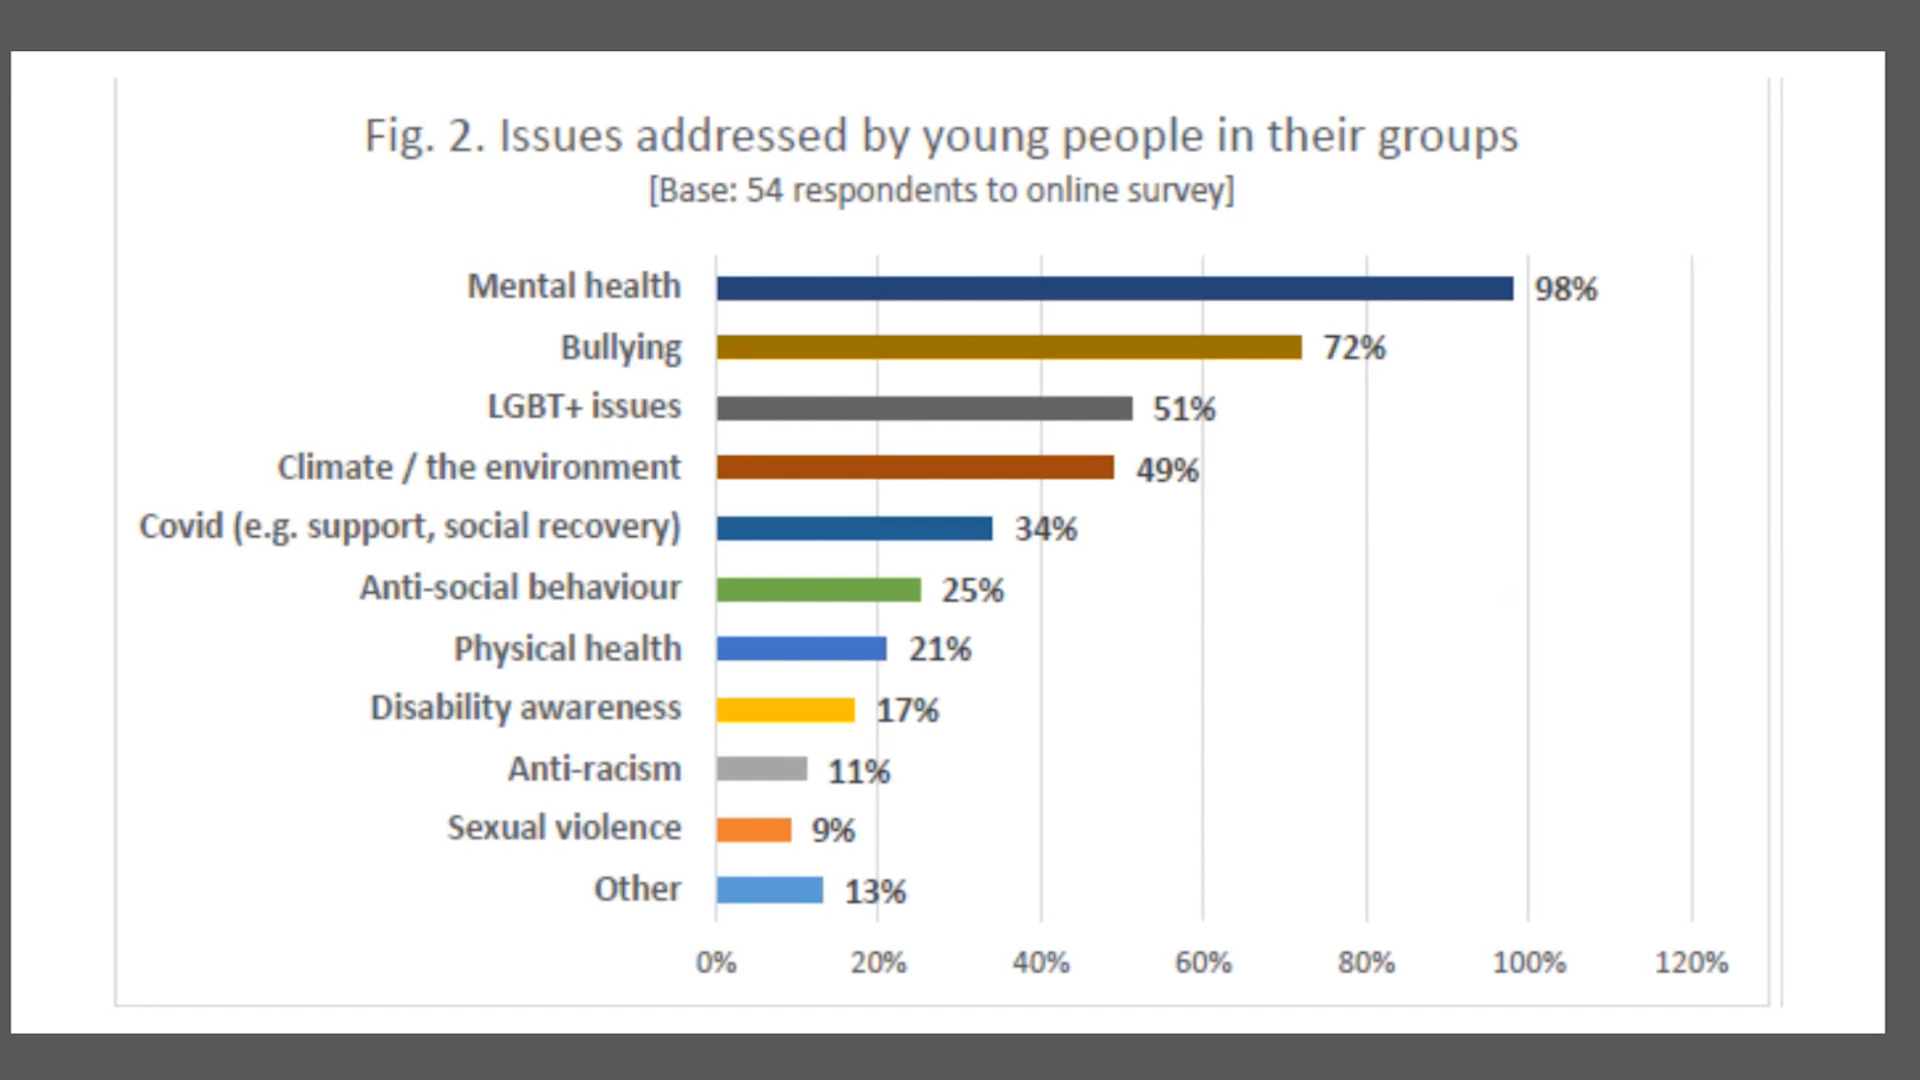 Fig. 2. Issues addressed by young people in their groups
[Base: 54 respondents to online survey]
Mental health 98%
Bullying 72%
LGBT+ issues 51%
Climate / the environment 49%
Covid (e.g. support, social recovery) 34%
Anti-social behaviour 25%
Physical health 21%
Disability awareness 17%
Anti-racism 11%
Sexual violence 9%
Other 13%
0% 20% 40% 60% 80% 100% 120%